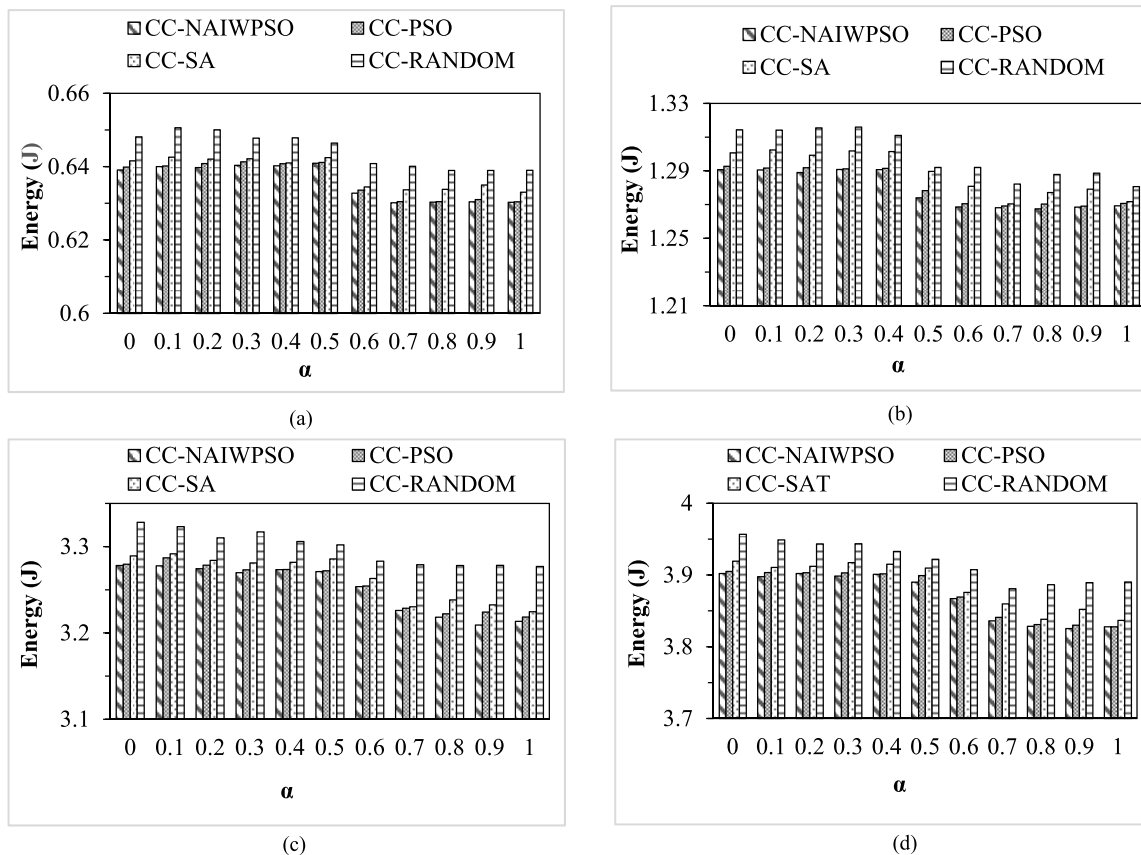 CC-NAIWPSO CC-PSO
CC-SA CC-RANDOM
0.66
0.64
0.62
0.6
Energy (J)
0 0.1 0.2 0.3 0.4 0.5 0.6 0.7 0.8 0.9 1
α
(a)
CC-NAIWPSO CC-PSO
CC-SA CC-RANDOM
1.33
1.29
1.25
1.21
Energy (J)
0 0.1 0.2 0.3 0.4 0.5 0.6 0.7 0.8 0.9 1
α
(b)
CC-NAIWPSO CC-PSO
CC-SA CC-RANDOM
3.3
3.2
3.1
Energy (J)
0 0.1 0.2 0.3 0.4 0.5 0.6 0.7 0.8 0.9 1
α
(c)
CC-NAIWPSO CC-PSO
CC-SAT CC-RANDOM
4
3.9
3.8
3.7
Energy (J)
0 0.1 0.2 0.3 0.4 0.5 0.6 0.7 0.8 0.9 1
α
(d)